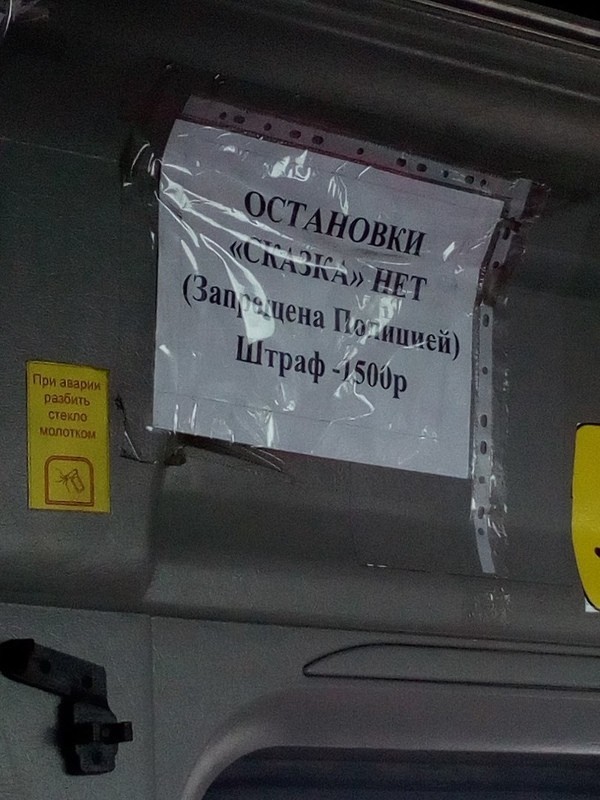 ОСТАНОВКИ
«СКАЗКА» НЕТ
(Запрещена Полицией)
Штраф -1500р
При аварии
разбить
стекло
молотком